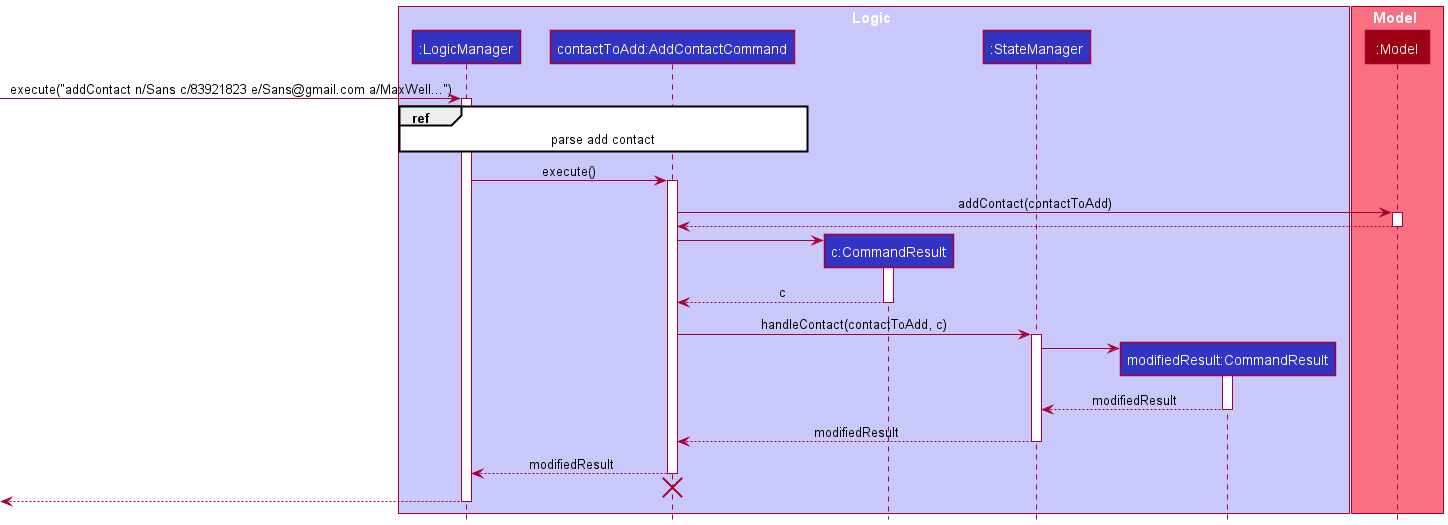 Logic
Model
:LogicManager
contactToAdd:AddContactCommand
:StateManager
:Model
execute("addContact n/Sans c/83921823 e/Sans@gmail.com a/MaxWell...")
ref
parse add contact
execute()
addContact(contactToAdd)
c:CommandResult
c
handleContact(contactToAdd, c)
modifiedResult:CommandResult
modifiedResult
modifiedResult
modifiedResult